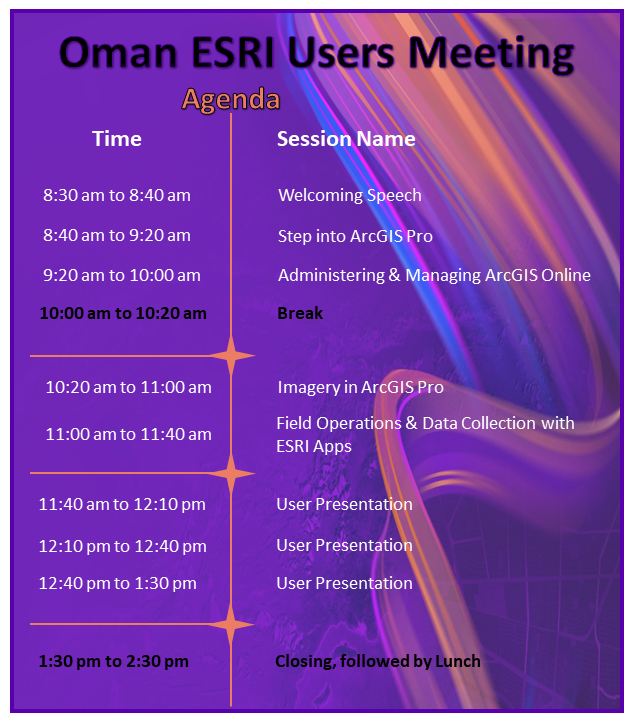 Oman ESRI Users Meeting
Agenda
Time Session Name
8:30 am to 8:40 am Welcoming Speech
8:40 am to 9:20 am Step into ArcGIS Pro
9:20 am to 10:00 am Administering & Managing ArcGIS Online
10:00 am to 10:20 am Break
10:20 am to 11:00 am Imagery in ArcGIS Pro
11:00 am to 11:40 am Field Operations & Data Collection with
ESRI Apps
11:40 am to 12:10 pm User Presentation
12:10 pm to 12:40 pm User Presentation
12:40 pm to 1:30 pm User Presentation
1:30 pm to 2:30 pm Closing, followed by Lunch